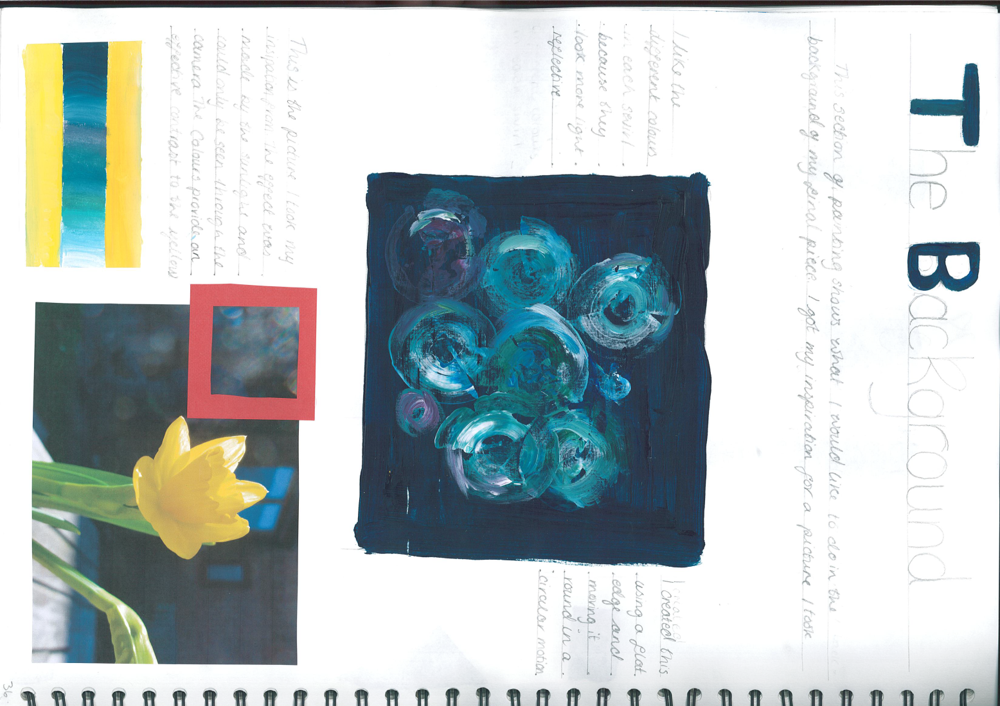 The Background
This section of painting shows what I would like to do in the
background of my final piece. I got my inspiration for a picture I took
I like the
different colours
in each swirl
because they
look more light
reflective
I created this
using a flat
edge and
moving it
round in a
circular motion
This is the picture I took my
insipation from. The effect was
made by the sunlight and
could only be seen through the
camera. The Colours provide an
effective contrast to the yellow
36